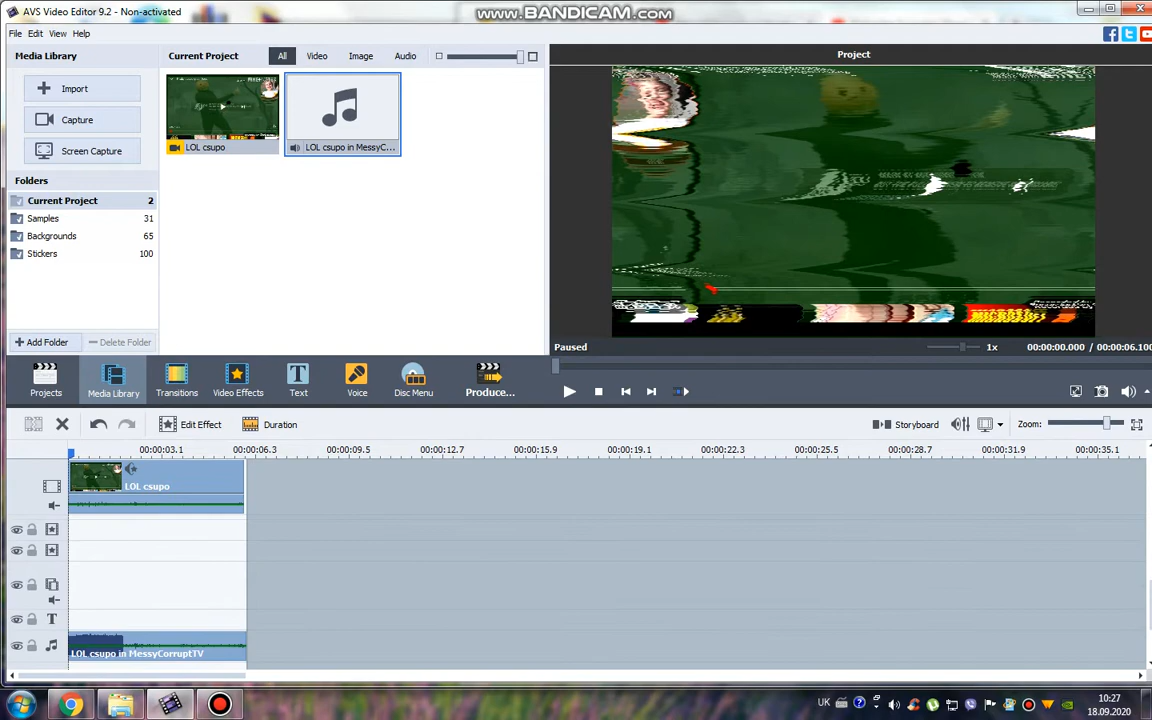 AVS Video Editor 9.2 - Non-activated
www.BANDICAM.com
File Edit View Help
Media Library
Current Project
All
Video
Image
Audio
Project
Import
Capture
Screen Capture
LOL csupo
LOL csupo in MessyC...
Folders
Current Project 2
Samples 31
Backgrounds 65
Stickers 100
Add Folder
Delete Folder
Paused
1x
00:00:00.000 / 00:00:06.100
Projects
Media Library
Transitions
Video Effects
Text
Voice
Disc Menu
Produce...
Edit Effect
Duration
Storyboard
Zoom:
00:00:03.1 00:00:06.3 00:00:09.5 00:00:12.7 00:00:15.9 00:00:19.1 00:00:22.3 00:00:25.5 00:00:28.7 00:00:31.9 00:00:35.1
LOL csupo
T
LOL csupo in MessyCorruptTV
UK
10:27
18.09.2020